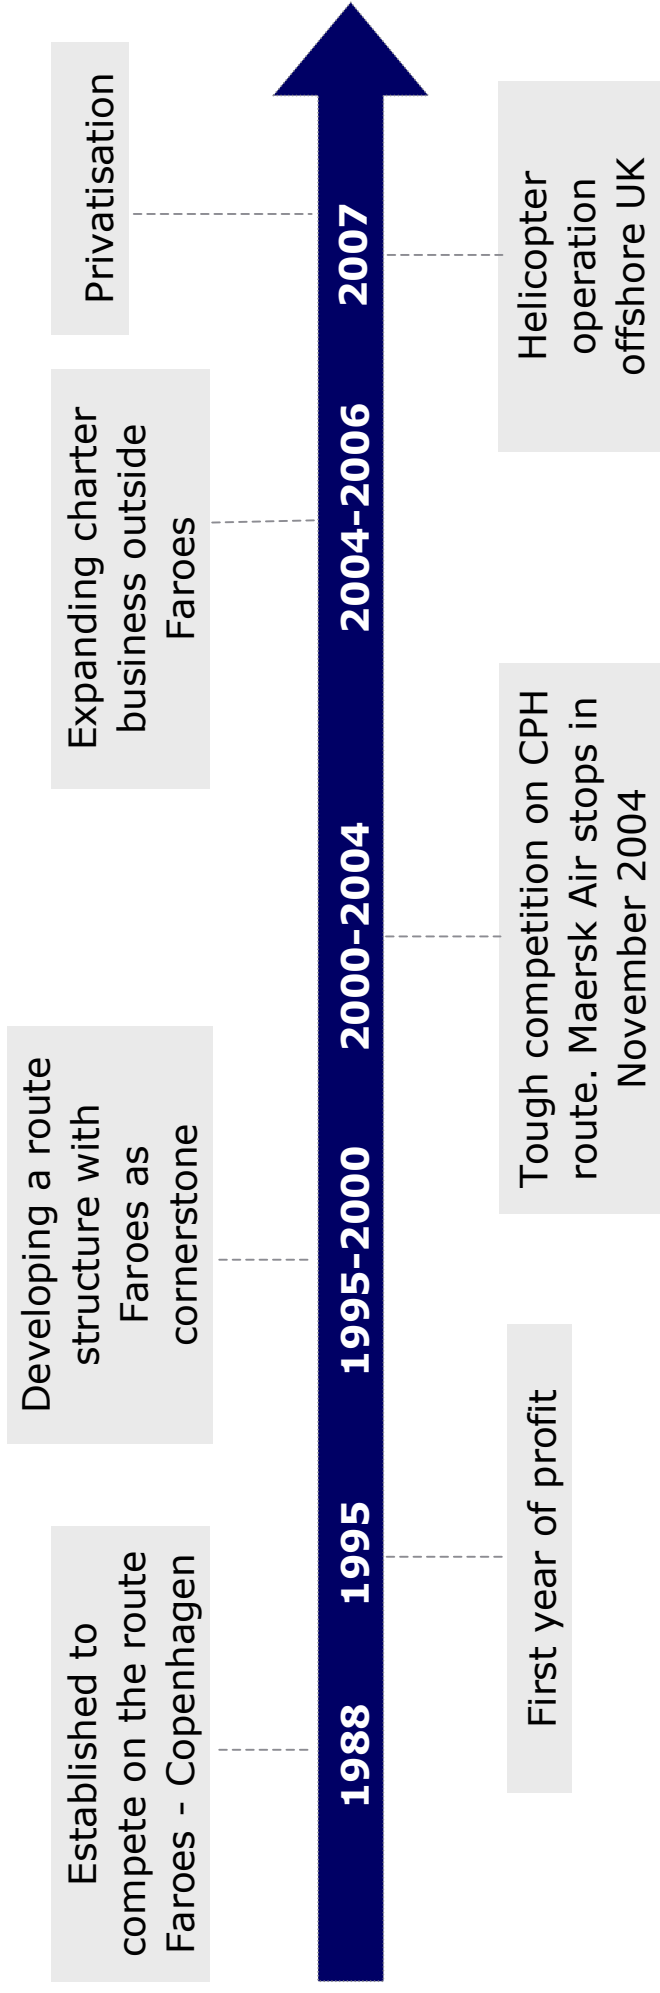 Established to
compete on the route
Faroes - Copenhagen
Developing a route
structure with
Faroes as
cornerstone
Expanding charter
business outside
Faroes
Privatisation
1988
1995
1995-2000
2000-2004
2004-2006
2007
First year of profit
Tough competition on CPH
route. Maersk Air stops in
November 2004
Helicopter
operation
offshore UK